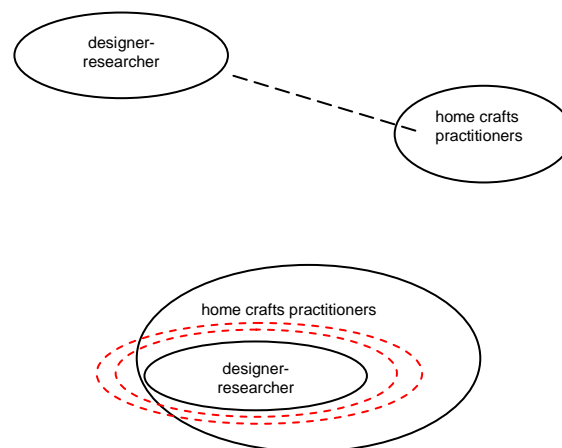 designer-
researcher
home crafts
practitioners
home crafts practitioners
designer-
researcher